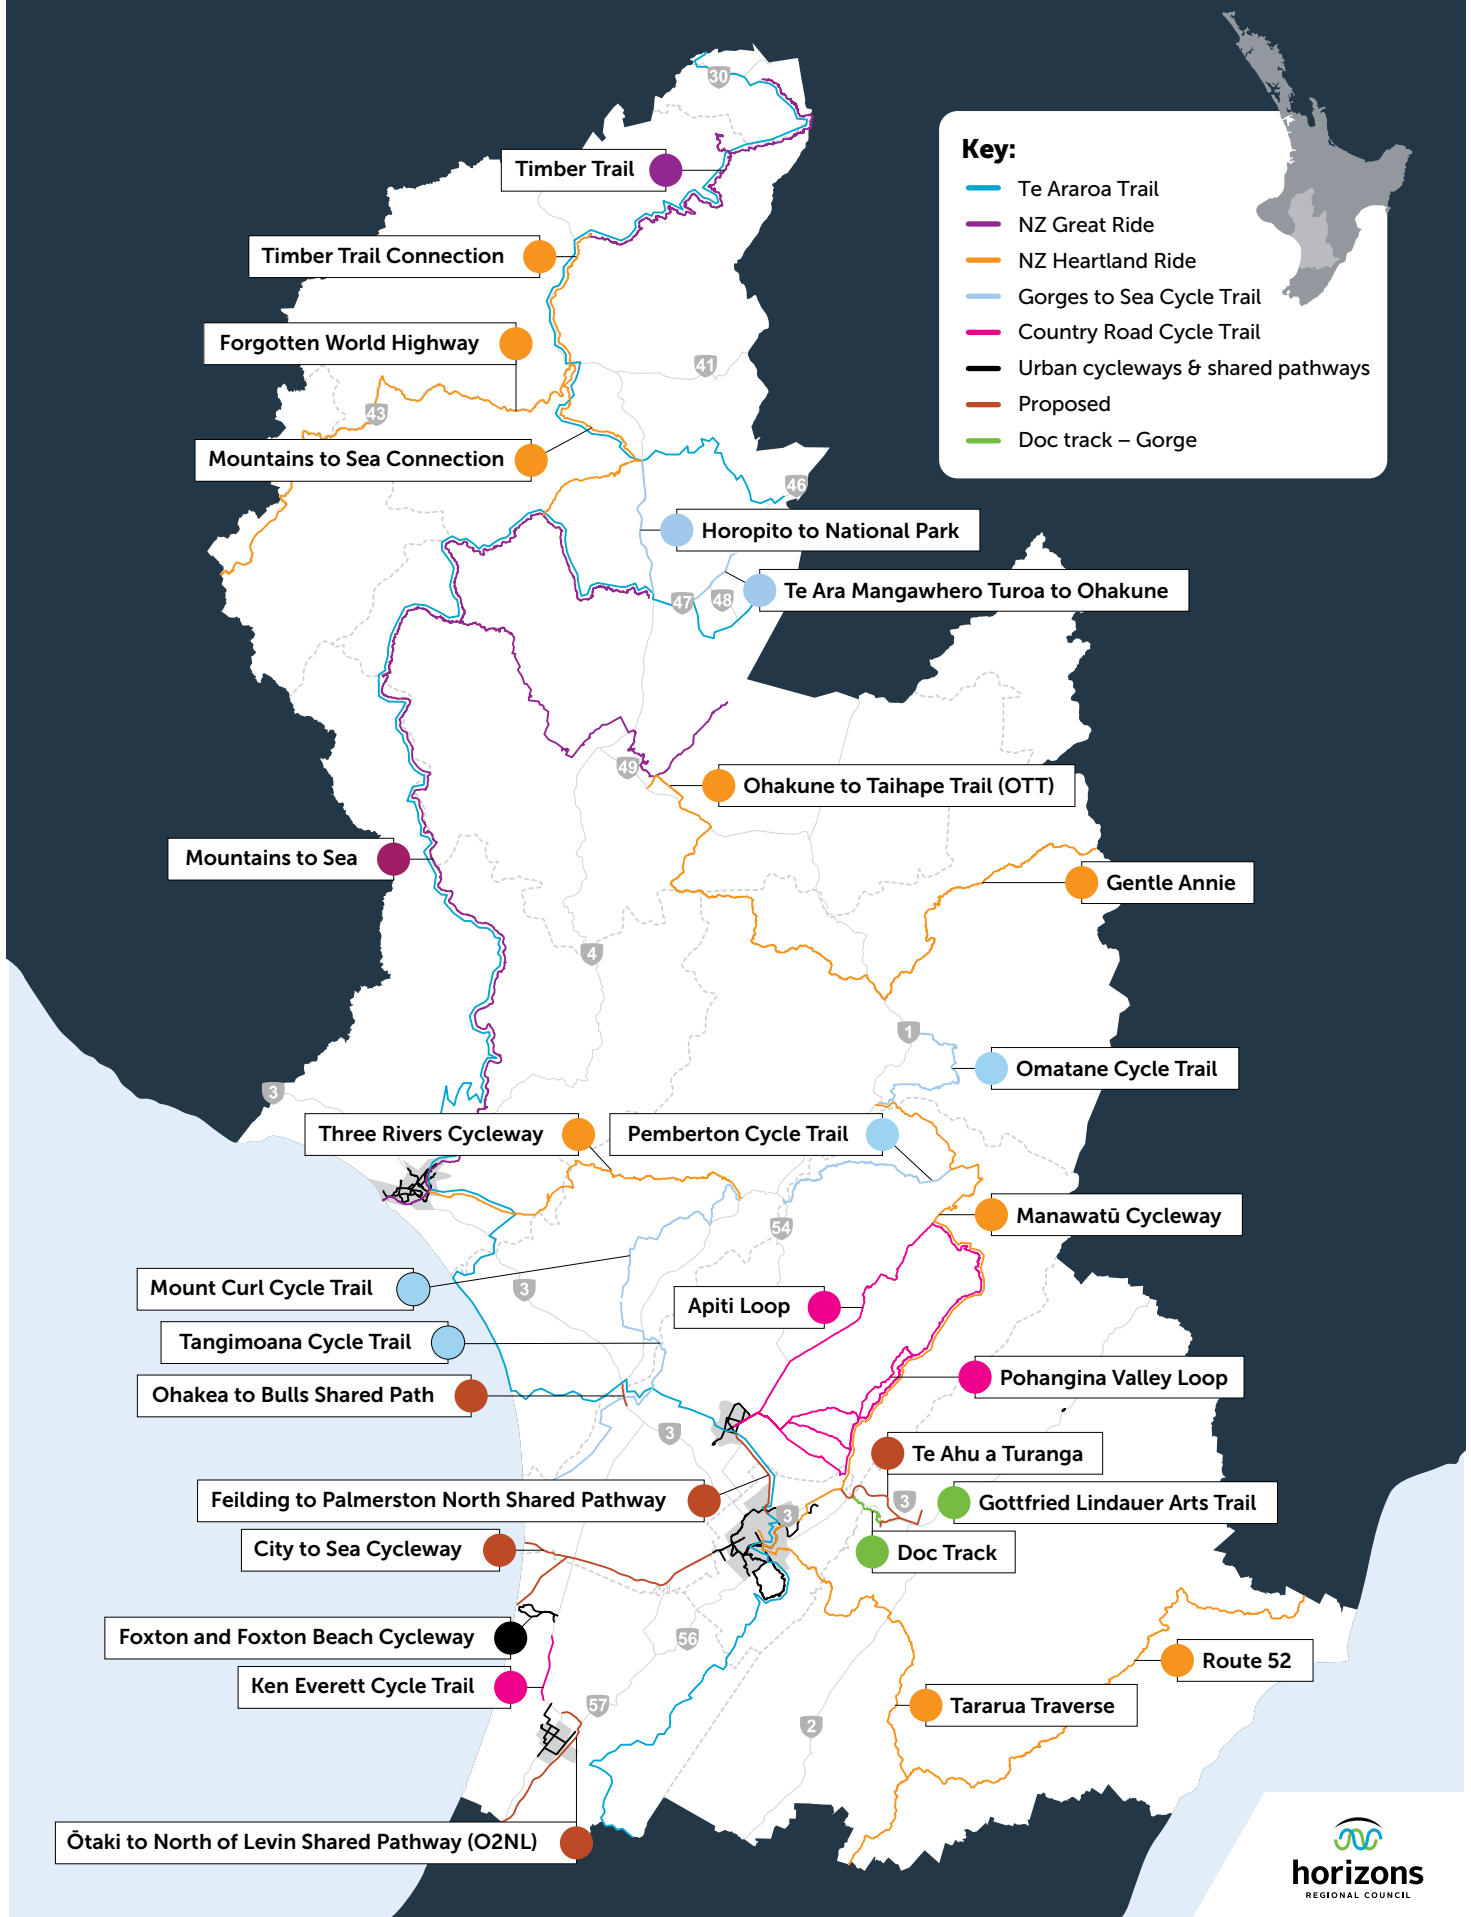 30
Key:
Te Araroa Trail
NZ Great Ride
NZ Heartland Ride
Gorges to Sea Cycle Trail
Country Road Cycle Trail
Urban cycleways & shared pathways
Proposed
Doc track – Gorge
Timber Trail
Timber Trail Connection
Forgotten World Highway
41
43
Mountains to Sea Connection
46
Horopito to National Park
Te Ara Mangawhero Turoa to Ohakune
47
48
49
Ohakune to Taihape Trail (OTT)
Mountains to Sea
Gentle Annie
4
1
Omatane Cycle Trail
3
Three Rivers Cycleway
Pemberton Cycle Trail
Manawatū Cycleway
54
Mount Curl Cycle Trail
3
Apiti Loop
Tangimoana Cycle Trail
Pohangina Valley Loop
Ohakea to Bulls Shared Path
3
Te Ahu a Turanga
Feilding to Palmerston North Shared Pathway
3
3
Gottfried Lindauer Arts Trail
City to Sea Cycleway
Doc Track
Foxton and Foxton Beach Cycleway
56
Route 52
Ken Everett Cycle Trail
57
Tararua Traverse
2
Ōtaki to North of Levin Shared Pathway (O2NL)
horizons
REGIONAL COUNCIL